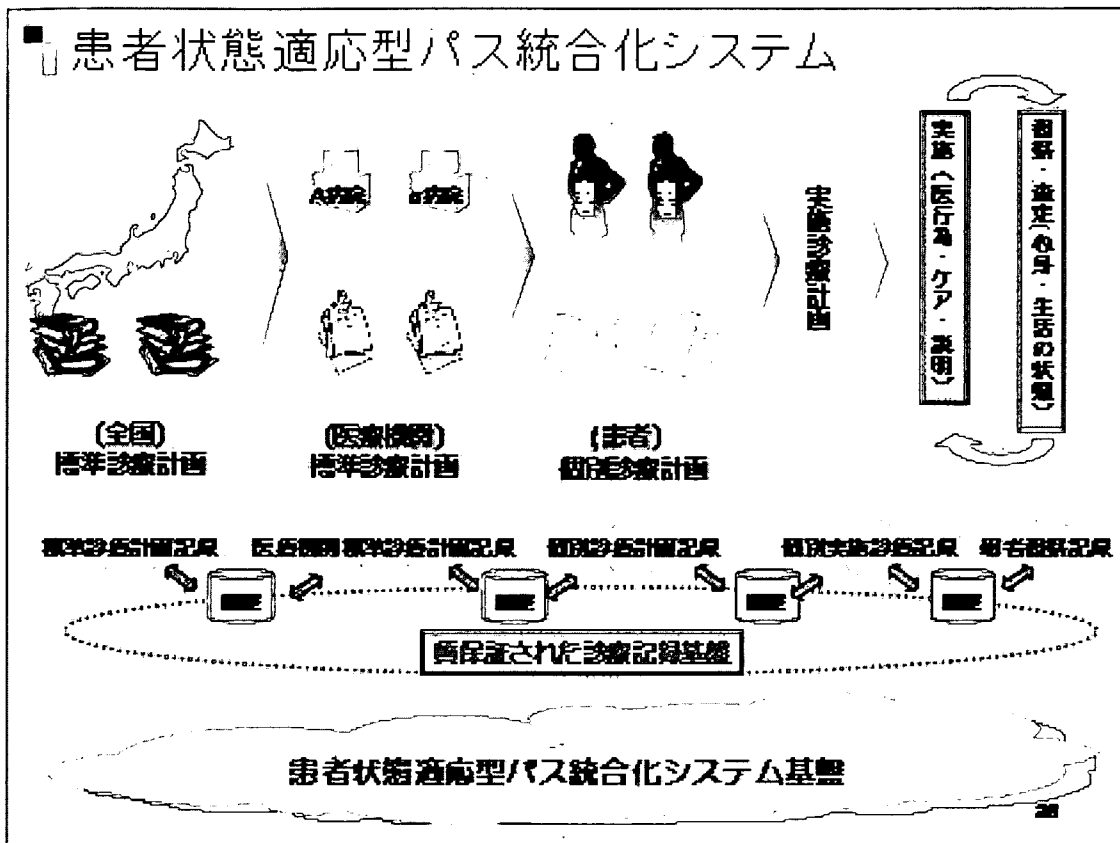 患者状態適応型パス統合化システム
A病院
実施診療計画
実施（医行為・ケア・説明）
観察・査定（心身・生活の状態）
（全国）
標準診療計画
（医療機関）
標準診療計画
（患者）
個別診療計画
標準診療計画記録
医療機関標準診療計画記録
個別診療計画記録
個別実施診療記録
患者観察記録
質保証された診療記録基盤
患者状態適応型パス統合化システム基盤